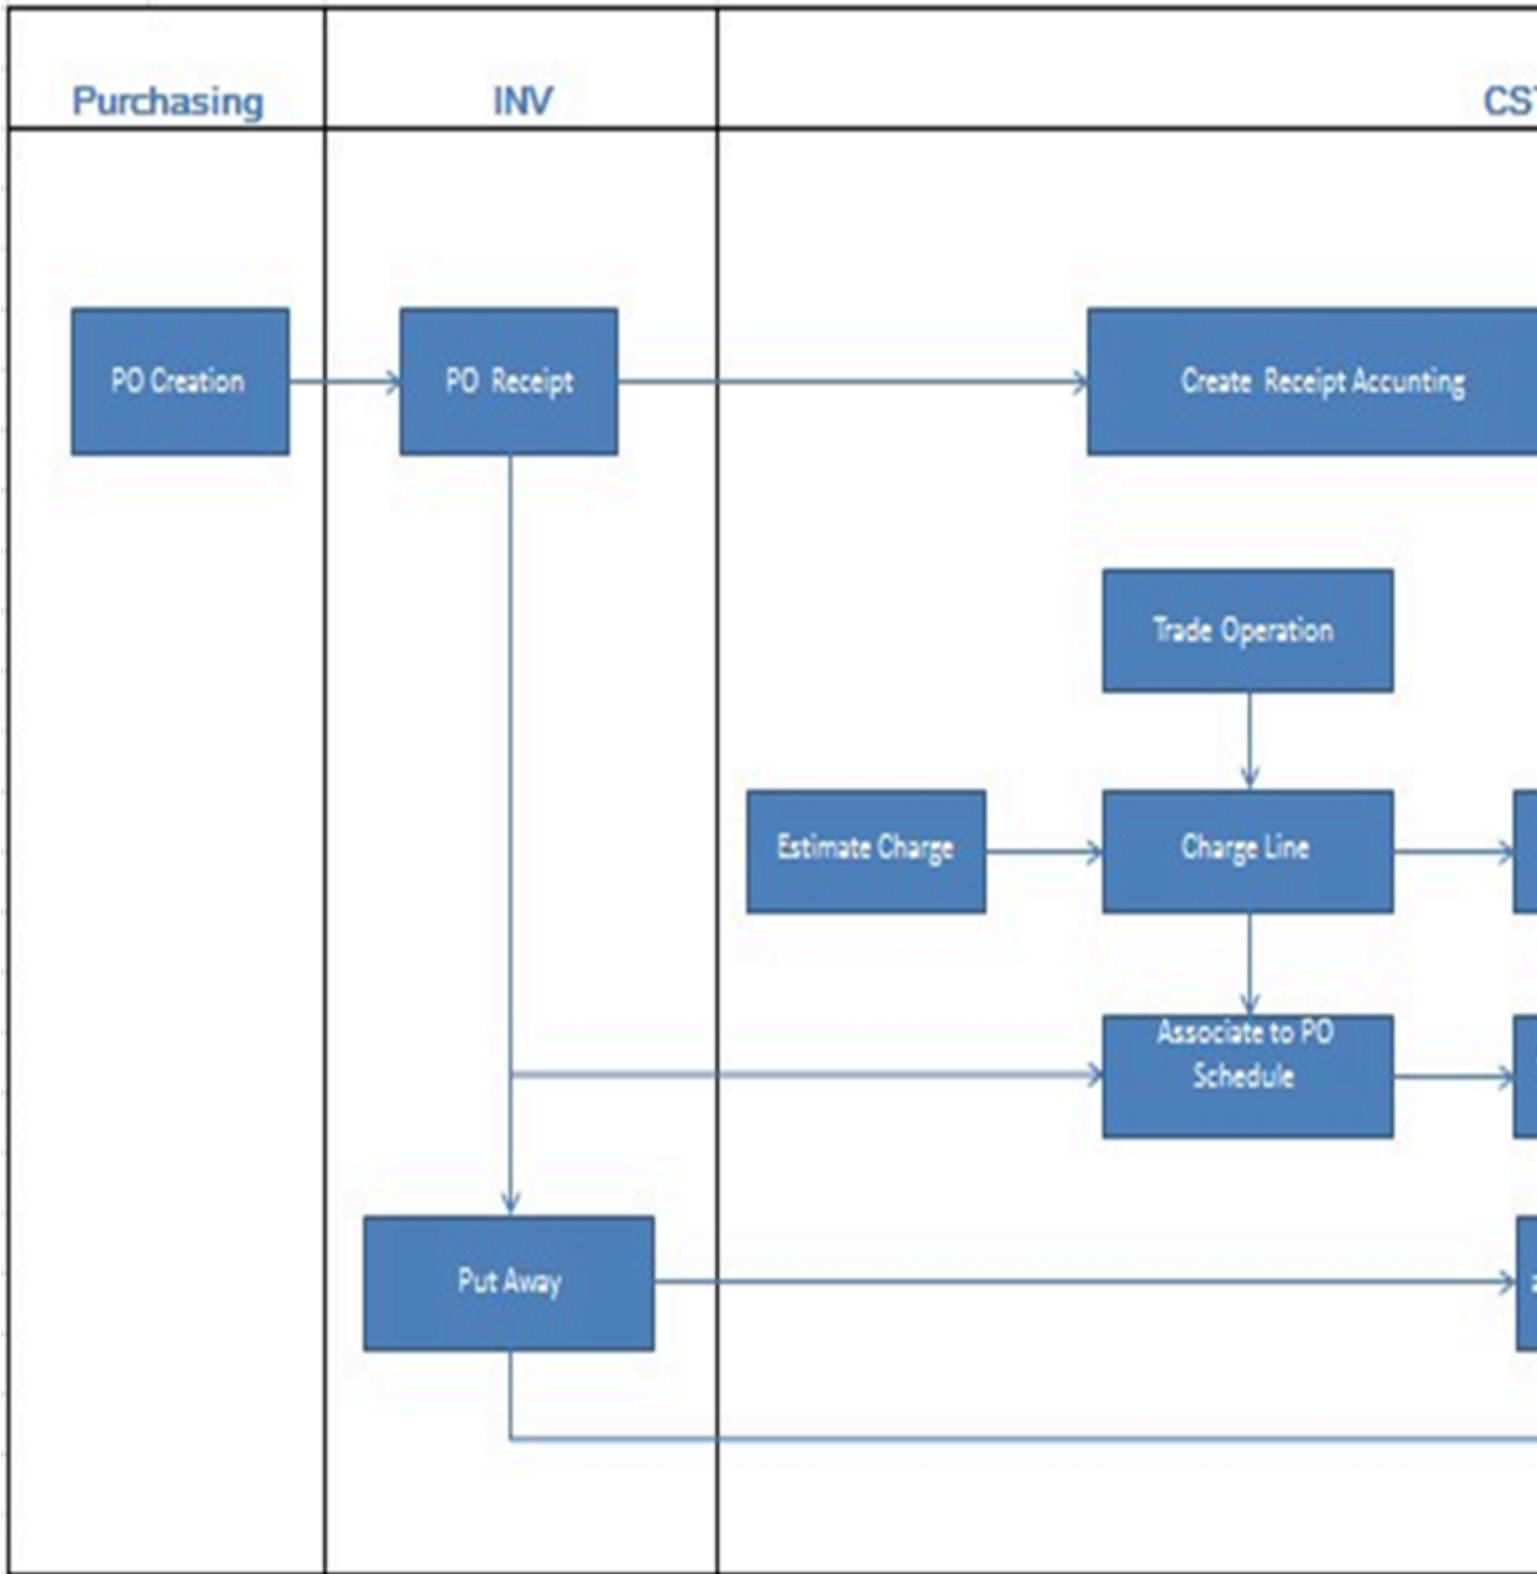 Purchasing
INV
CST
PO Creation
PO Receipt
Create Receipt Accunting
Trade Operation
Estimate Charge
Charge Line
Associate to PO
Schedule
Put Away